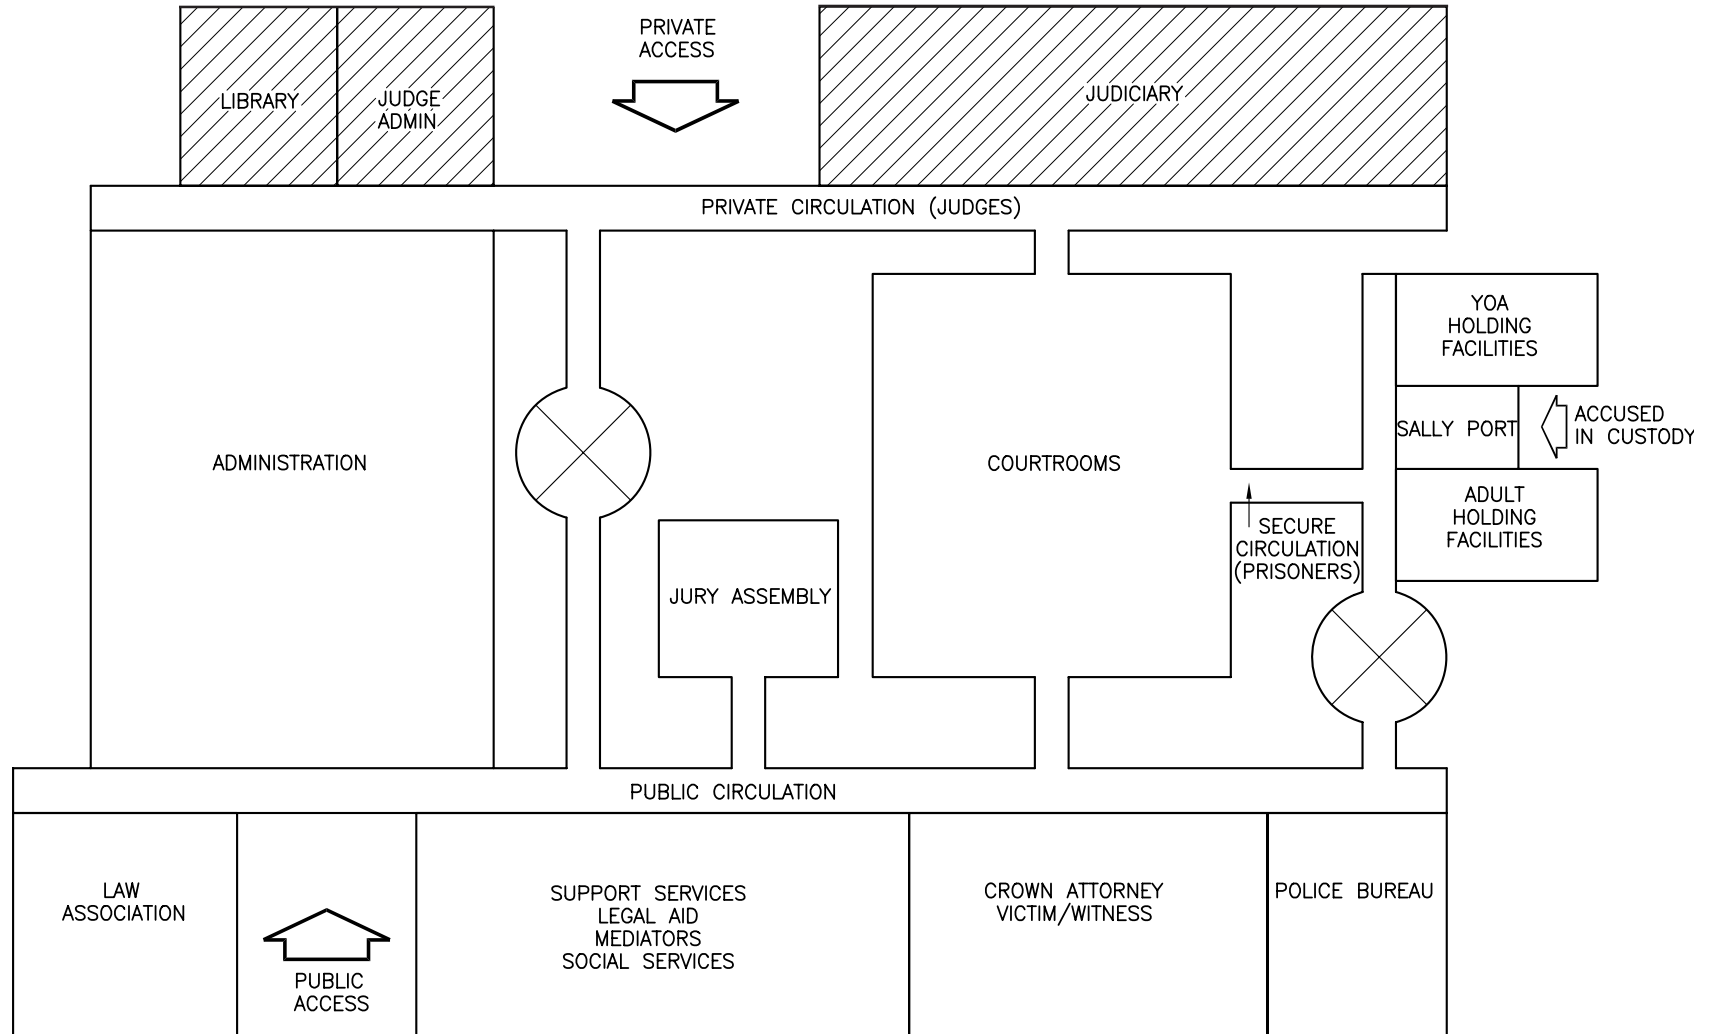 PRIVATE
ACCESS
LIBRARY
JUDGE
ADMIN
JUDICIARY
PRIVATE CIRCULATION (JUDGES)
YOA
HOLDING
FACILITIES
ACCUSED
IN CUSTODY
SALLY PORT
ADMINISTRATION
COURTROOMS
ADULT
HOLDING
FACILITIES
SECURE
CIRCULATION
(PRISONERS)
JURY ASSEMBLY
PUBLIC CIRCULATION
LAW
ASSOCIATION
PUBLIC
ACCESS
SUPPORT SERVICES
LEGAL AID
MEDIATORS
SOCIAL SERVICES
CROWN ATTORNEY
VICTIM/WITNESS
POLICE BUREAU